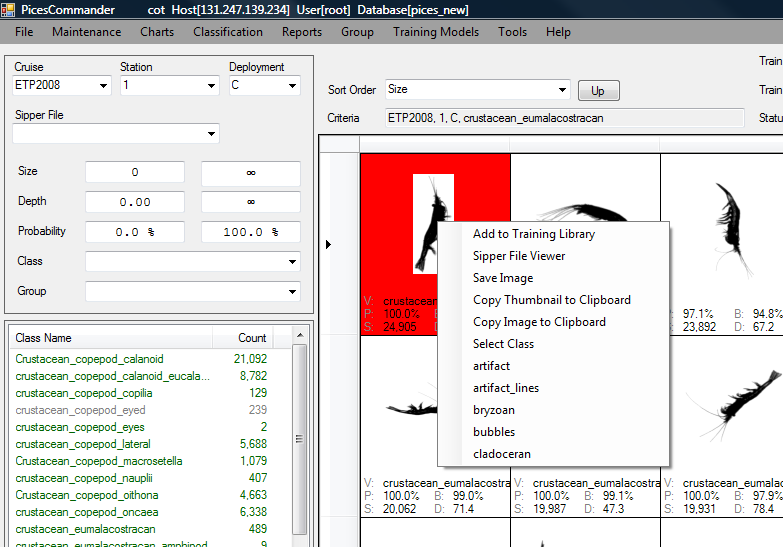 PicesCommander cot Host[131.247.139.234] User[root] Database[pices_new]
File Maintenance Charts Classification Reports Group Training Models Tools Help
Cruise Station Deployment
ETP2008 1 C
Sipper File
Size 0 ∞
Depth 0.00 ∞
Probability 0.0 % 100.0 %
Class
Group
Class Name Count
Crustacean_copepod_calanoid 21,092
Crustacean_copepod_calanoid_eucala... 8,782
Crustacean_copepod_copilia 129
Crustacean_copepod_eyed 239
Crustacean_copepod_eyes 2
Crustacean_copepod_lateral 5,688
Crustacean_copepod_macrosetella 1,079
Crustacean_copepod_nauplii 407
Crustacean_copepod_oithona 4,663
Crustacean_copepod_oncaea 6,338
crustacean_eumalacostracan 489
crustacean_eumalacostracan_amphipod 9
Train
Sort Order Size Up Train
Criteria ETP2008, 1, C, crustacean_eumalacostracan Statu
V: crustacean
P: 100.0% B
S: 24,905 D
P: 97.1% B: 94.8%
S: 23,892 D: 67.2
Add to Training Library
Sipper File Viewer
Save Image
Copy Thumbnail to Clipboard
Copy Image to Clipboard
Select Class
artifact
artifact_lines
bryzoan
bubbles
cladoceran
V: crustacean_eumalacostra V: crustacean_eumalacostra V: crustacean_eumalacostra
P: 100.0% B: 99.0% P: 100.0% B: 99.1% P: 100.0% B: 97.9%
S: 20,062 D: 71.4 S: 19,987 D: 47.3 S: 19,931 D: 78.4